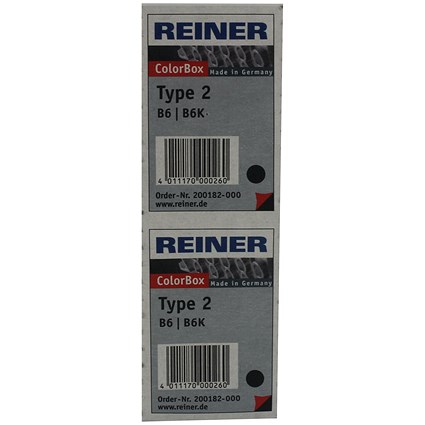 REINER
ColorBox
Made in Germany
Type 2
B6 | B6K
4 011170 000260
Order-Nr. 200182-000
www.reiner.de
REINER
ColorBox
Made in Germany
Type 2
B6 | B6K
4 011170 000260
Order-Nr. 200182-000
www.reiner.de